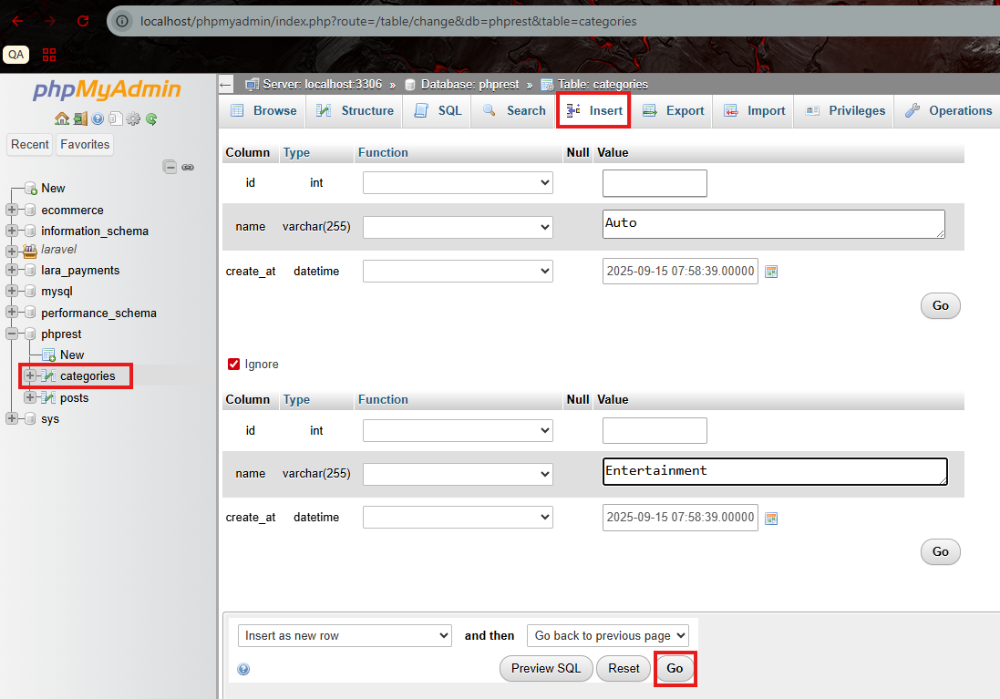 localhost/phpmyadmin/index.php?route=/table/change&db=phprest&table=categories
QA
phpMyAdmin
Recent Favorites
New
ecommerce
information_schema
laravel
lara_payments
mysql
performance_schema
phprest
New
categories
posts
sys
Server: localhost:3306 » Database: phprest » Table: categories
Browse Structure SQL Search Insert Export Import Privileges Operations
Column Type Function Null Value
id int
name varchar(255) Auto
create_at datetime 2025-09-15 07:58:39.00000
Go
Ignore
Column Type Function Null Value
id int
name varchar(255) Entertainment
create_at datetime 2025-09-15 07:58:39.00000
Go
Insert as new row and then Go back to previous page
Preview SQL Reset Go